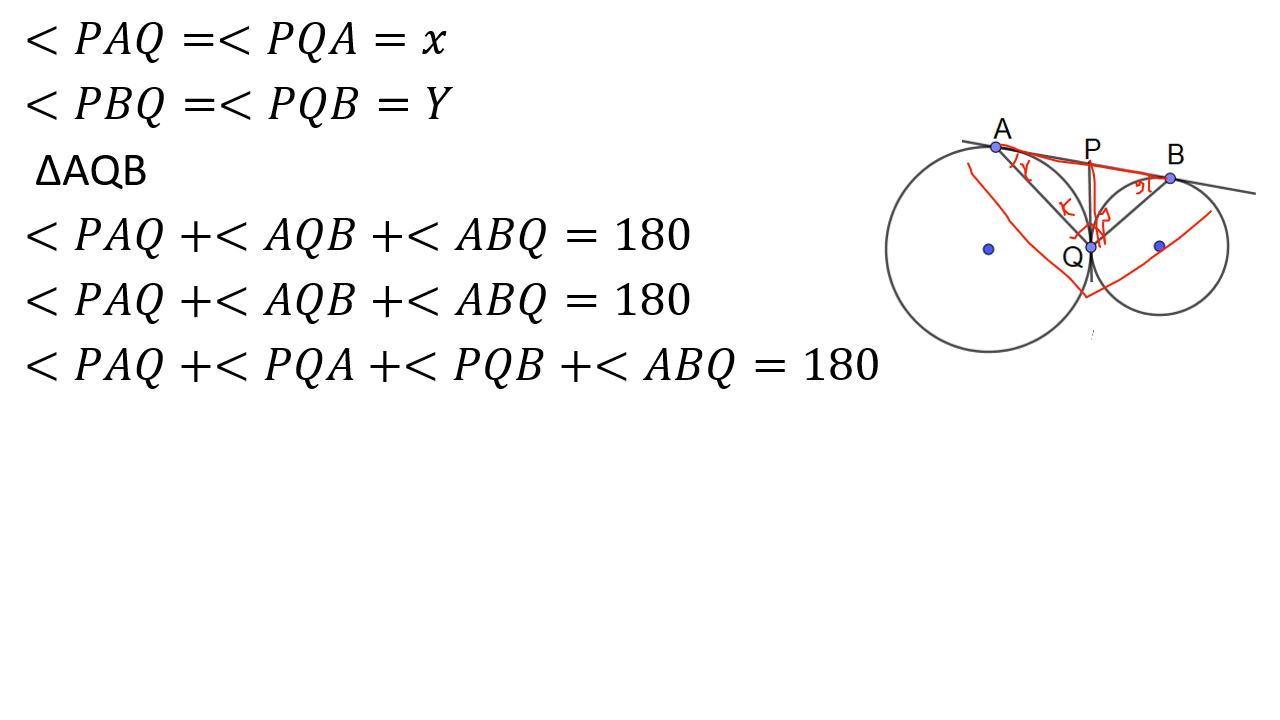 < PAQ =< PQA = x
< PBQ =< PQB = Y
ΔAQB
< PAQ +< AQB +< ABQ = 180
< PAQ +< AQB +< ABQ = 180
< PAQ +< PQA +< PQB +< ABQ = 180
A
P
B
x
Q